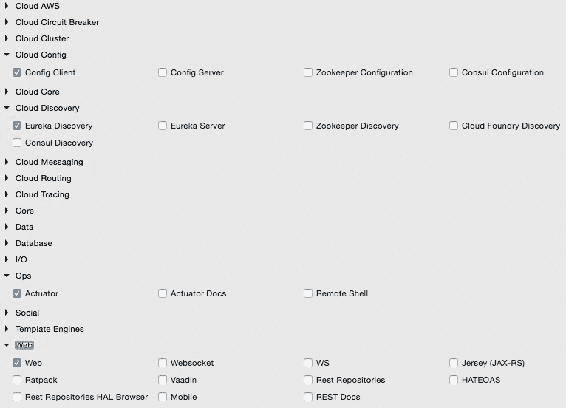 Cloud AWS
Cloud Circuit Breaker
Cloud Cluster
Cloud Config
Config Client Config Server Zookeeper Configuration Consul Configuration
Cloud Core
Cloud Discovery
Eureka Discovery Eureka Server Zookeeper Discovery Cloud Foundry Discovery
Consul Discovery
Cloud Messaging
Cloud Routing
Cloud Tracing
Core
Data
Database
I/O
Ops
Actuator Actuator Docs Remote Shell
Social
Template Engines
Web
Web Websocket WS Jersey (JAX-RS)
Ratpack Vaadin Rest Repositories HATEOAS
Rest Repositories HAL Browser Mobile REST Docs